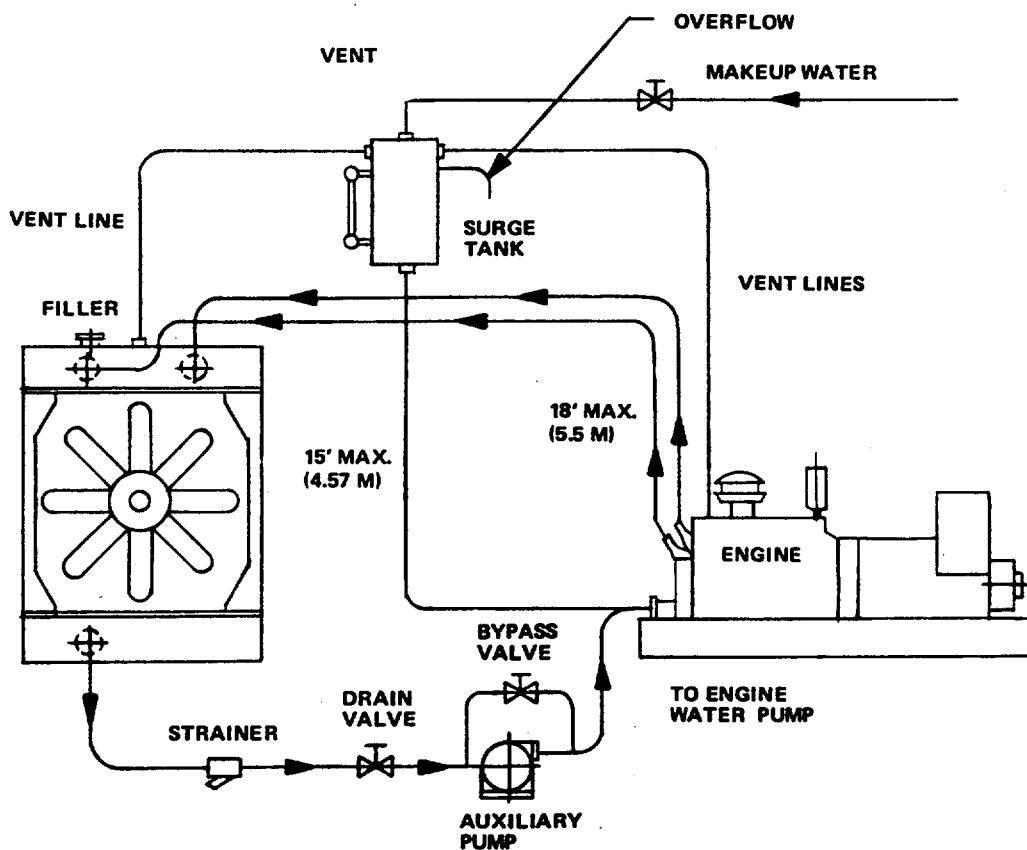 OVERFLOW
VENT
MAKEUP WATER
VENT LINE
SURGE
TANK
VENT LINES
FILLER
18' MAX.
(5.5 M)
15' MAX.
(4.57 M)
ENGINE
BYPASS
VALVE
DRAIN
VALVE
TO ENGINE
WATER PUMP
STRAINER
AUXILIARY
PUMP